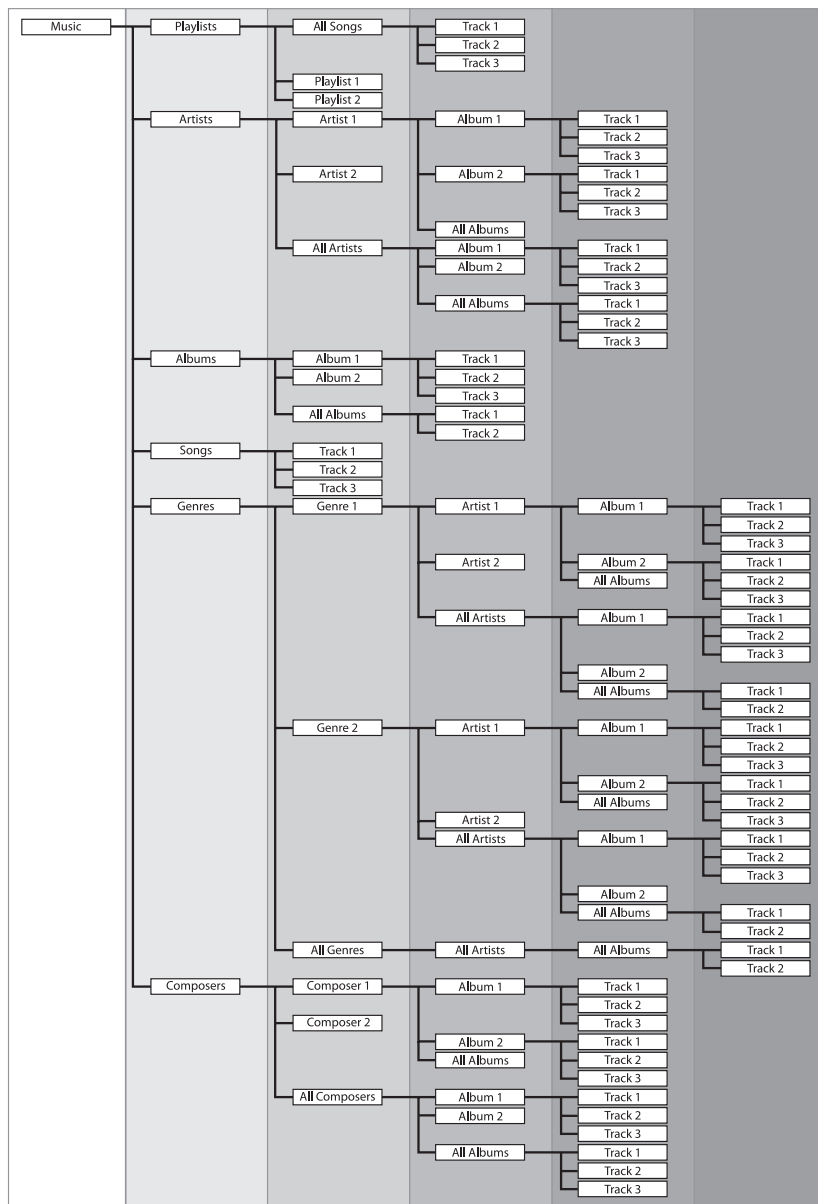 Music Playlists All Songs Track 1
Track 2
Track 3
Playlist 1
Playlist 2
Artists Artist 1 Album 1 Track 1
Track 2
Track 3
Artist 2 Album 2 Track 1
Track 2
Track 3
All Albums
All Artists Album 1 Track 1
Album 2 Track 2
Track 3
All Albums Track 1
Track 2
Track 3
Albums Album 1 Track 1
Album 2 Track 2
Track 3
All Albums Track 1
Track 2
Songs Track 1
Track 2
Track 3
Genres Genre 1 Artist 1 Album 1 Track 1
Track 2
Track 3
Artist 2 Album 2 Track 1
All Albums Track 2
Track 3
All Artists Album 1 Track 1
Track 2
Track 3
Album 2
All Albums Track 1
Track 2
Genre 2 Artist 1 Album 1 Track 1
Track 2
Track 3
Album 2 Track 1
All Albums Track 2
Artist 2 Track 3
All Artists Album 1 Track 1
Track 2
Track 3
Album 2
All Albums Track 1
Track 2
All Genres All Artists All Albums Track 1
Track 2
Composers Composer 1 Album 1 Track 1
Track 2
Composer 2 Track 3
Album 2 Track 1
All Albums Track 2
Track 3
All Composers Album 1 Track 1
Album 2 Track 2
Track 3
All Albums Track 1
Track 2
Track 3